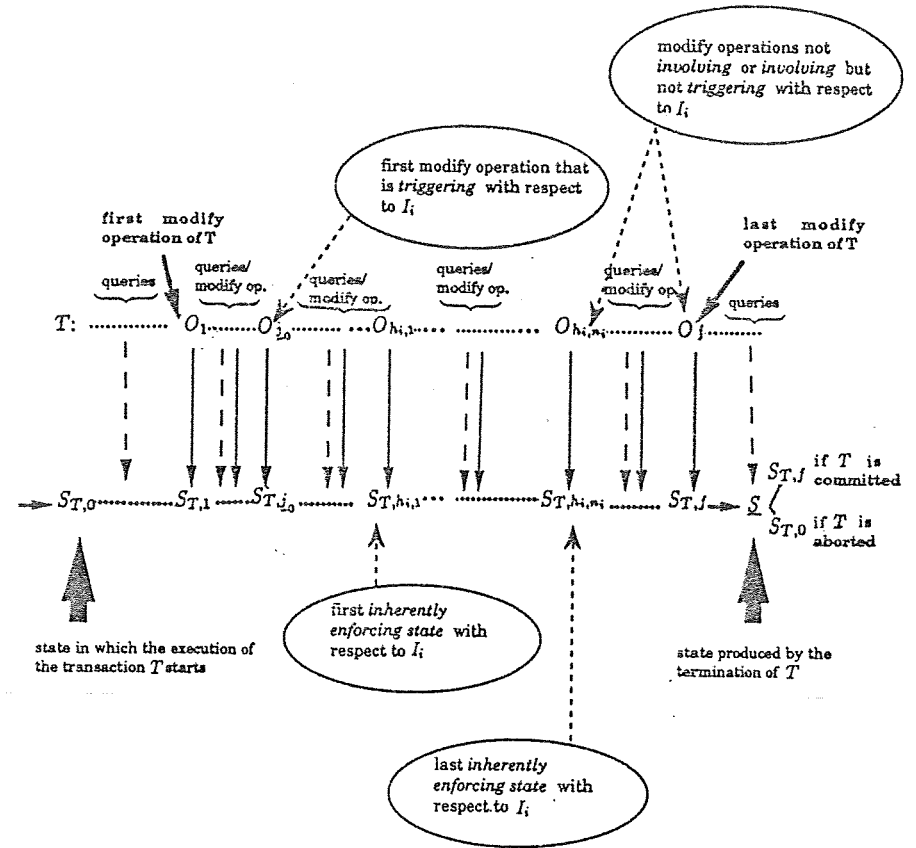 modify operations not
involving or involving but
not triggering with respect
to I_i
first modify operation that
is triggering with respect
to I_i
first modify
operation of T
last modify
operation of T
queries
queries/
modify op.
queries/
modify op.
queries/
modify op.
queries/
modify op.
queries
T: ............ O_1 ........ O_{j_0} ........ ... O_{h_{i,1}} .... ............ O_{h_{i,n_i}} ............ O_f ............
S_{T,0} ............ S_{T,1} ........ S_{T,j_0} ............ S_{T,h_{i,1}} .... ............ S_{T,h_{i,n_i}} ........ S_{T,f} S
S_{T,f} if T is
committed
S_{T,0} if T is
aborted
first inherently
enforcing state with
respect to I_i
state in which the execution of
the transaction T starts
state produced by the
termination of T
last inherently
enforcing state with
respect to I_i